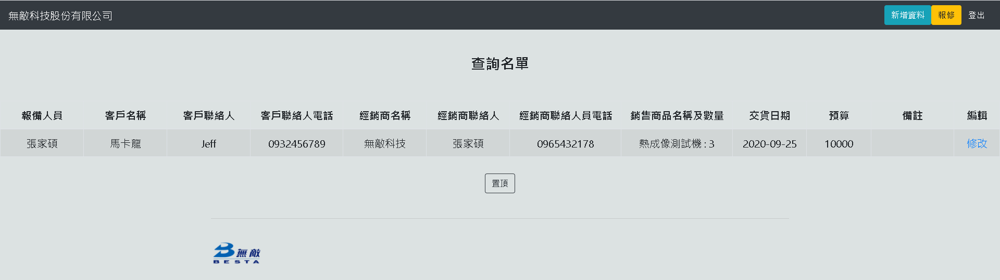 無敵科技股份有限公司 新增資料 報修 登出
查詢名單
報備人員 客戶名稱 客戶聯絡人 客戶聯絡人電話 經銷商名稱 經銷商聯絡人 經銷商聯絡人員電話 銷售商品名稱及數量 交貨日期 預算 備註 編輯
張家碩 馬卡龍 Jeff 0932456789 無敵科技 張家碩 0965432178 熱成像測試機 : 3 2020-09-25 10000 修改
置頂
無敵
BESTA